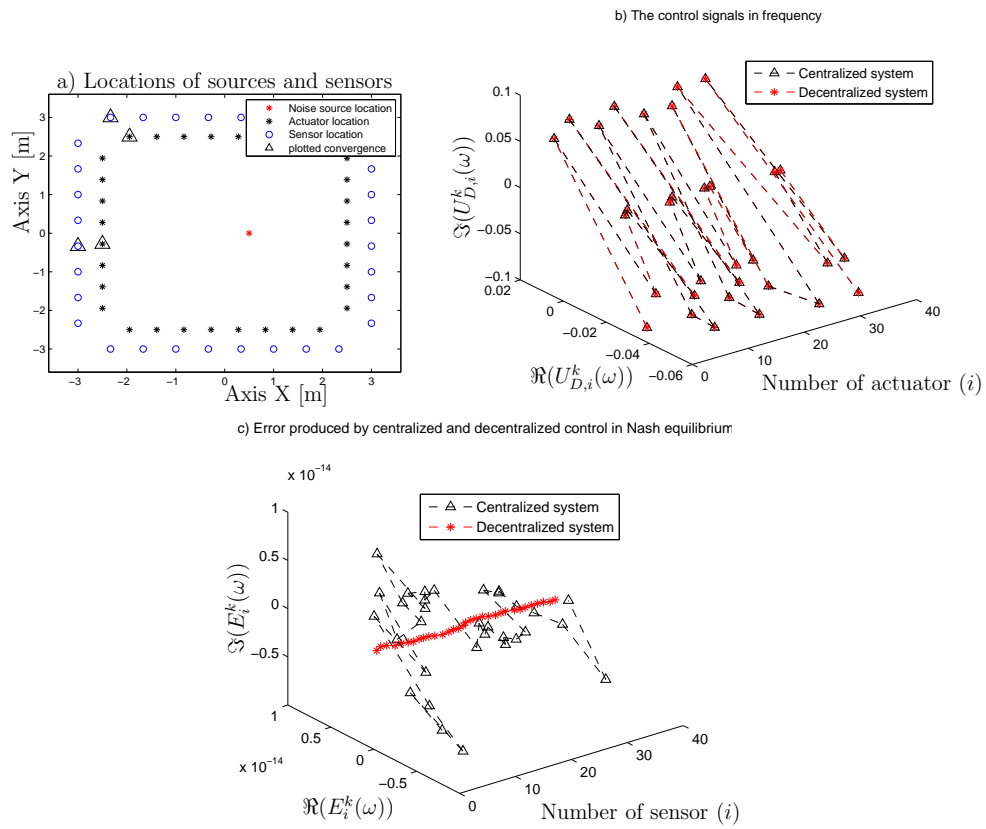 b) The control signals in frequency
a) Locations of sources and sensors
Noise source location
Actuator location
Sensor location
plotted convergence
3
2
1
0
−1
−2
−3
Axis Y [m]
−3 −2 −1 0 1 2 3
Axis X [m]
Centralized system
Decentralized system
0.1
0.05
0
−0.05
−0.1
ℑ(U^k_{D,i}(ω))
0.02
0
−0.02
−0.04
−0.06
ℜ(U^k_{D,i}(ω))
0 10 20 30 40
Number of actuator (i)
c) Error produced by centralized and decentralized control in Nash equilibrium
x 10^{−14}
Centralized system
Decentralized system
1
0.5
0
−0.5
ℑ(E^k_i(ω))
1
0.5
0
−0.5
x 10^{−14}
ℜ(E^k_i(ω))
0 10 20 30 40
Number of sensor (i)